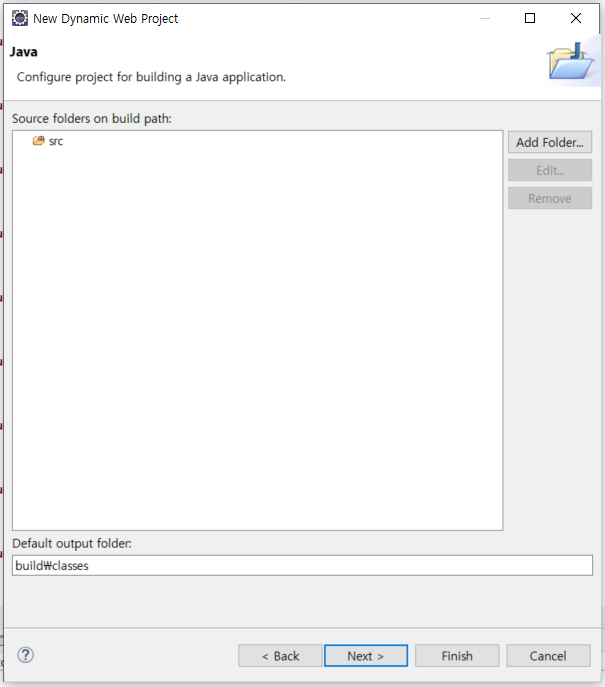 New Dynamic Web Project
Java
Configure project for building a Java application.
Source folders on build path:
src
Add Folder...
Edit...
Remove
Default output folder:
build₩classes
< Back
Next >
Finish
Cancel